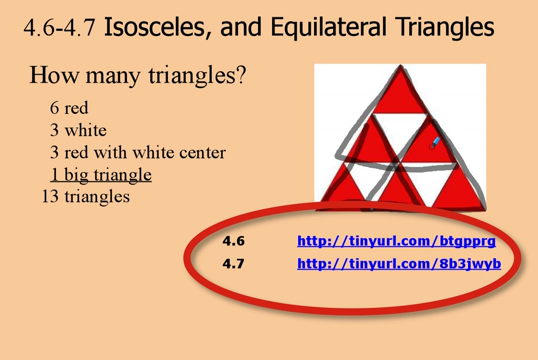 4.6-4.7 Isosceles, and Equilateral Triangles
How many triangles?
6 red
3 white
3 red with white center
1 big triangle
13 triangles
4.6 http://tinyurl.com/btgpprg
4.7 http://tinyurl.com/8b3jwyb